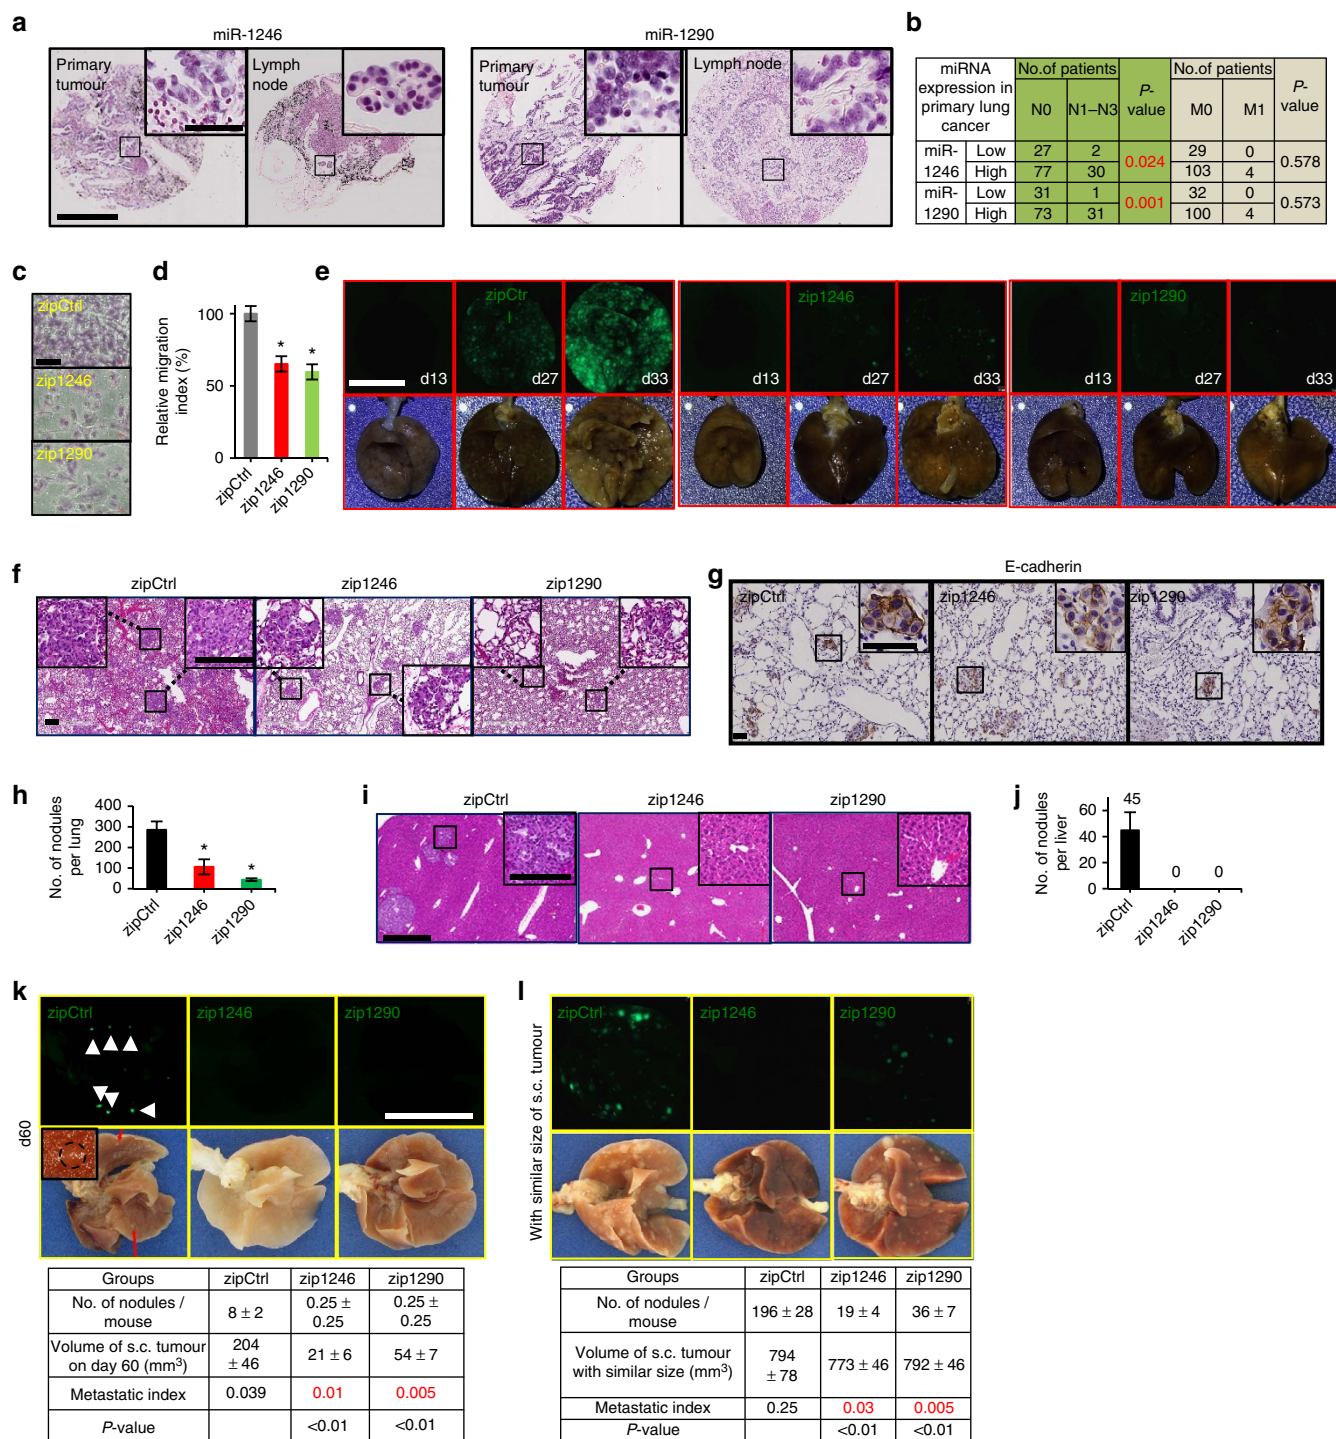 a
miR-1246
miR-1290
Primary
tumour
Lymph
node
Primary
tumour
Lymph node
b
miRNA
expression in
primary lung
cancer
No.of patients
P-
value
No.of patients
P-
value
N0
N1–N3
M0
M1
miR-
1246
Low
27
2
0.024
29
0
0.578
High
77
30
103
4
miR-
1290
Low
31
1
0.001
32
0
0.573
High
73
31
100
4
c
zipCtrl
zip1246
zip1290
d
Relative migration
index (%)
100
50
0
*
*
zipCtrl
zip1246
zip1290
e
zipCtr
l
zip1246
zip1290
d13
d27
d33
d13
d27
d33
d13
d27
d33
f
zipCtrl
zip1246
zip1290
g
E-cadherin
zipCtrl
zip1246
zip1290
h
No. of nodules
per lung
400
300
200
100
0
*
*
zipCtrl
zip1246
zip1290
i
zipCtrl
zip1246
zip1290
j
No. of nodules
per liver
60
40
20
0
45
0
0
zipCtrl
zip1246
zip1290
k
d60
zipCtrl
zip1246
zip1290
Groups
zipCtrl
zip1246
zip1290
No. of nodules /
mouse
8 ± 2
0.25 ±
0.25
0.25 ±
0.25
Volume of s.c. tumour
on day 60 (mm³)
204
± 46
21 ± 6
54 ± 7
Metastatic index
0.039
0.01
0.005
P-value
<0.01
<0.01
l
With similar size of s.c. tumour
zipCtrl
zip1246
zip1290
Groups
zipCtrl
zip1246
zip1290
No. of nodules /
mouse
196 ± 28
19 ± 4
36 ± 7
Volume of s.c. tumour
with similar size (mm³)
794
± 78
773 ± 46
792 ± 46
Metastatic index
0.25
0.03
0.005
P-value
<0.01
<0.01